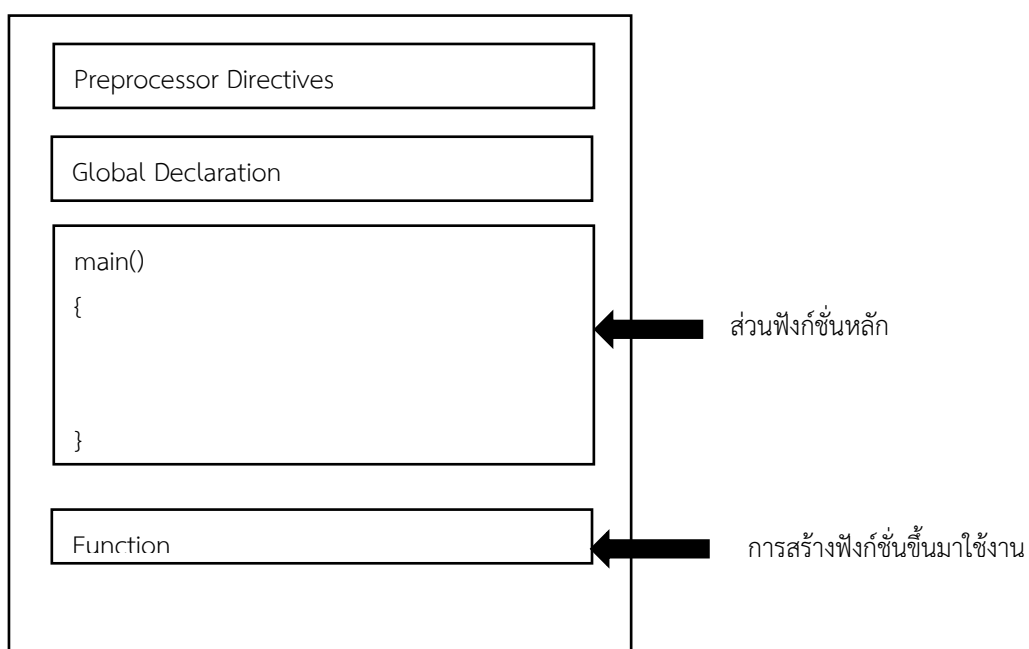 Preprocessor Directives
Global Declaration
main()
{
ส่วนฟังก์ชั่นหลัก
}
Function
การสร้างฟังก์ชั่นขึ้นมาใช้งาน